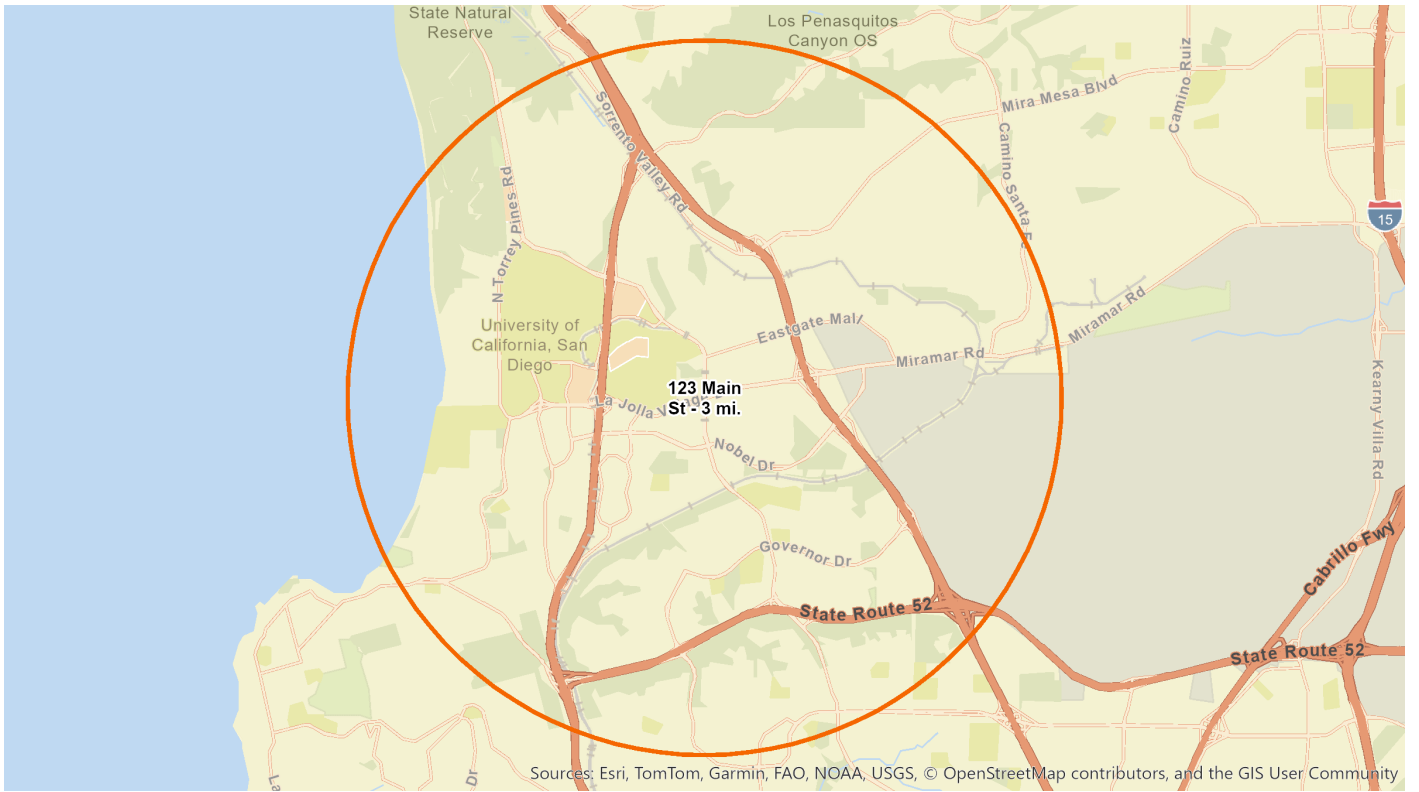 State Natural
Reserve
Los Penasquitos
Canyon OS
Camino Ruiz
Mira Mesa Blvd
Sorrento Valley Rd
Camino Santa Fe
N Torrey Pines Rd
15
Miramar Rd
University of
California, San
Diego
Eastgate Mall
Miramar Rd
Kearny Villa Rd
123 Main
St - 3 mi.
La Jolla Village
Nobel Dr
Governor Dr
Cabrillo Fwy
State Route 52
State Route 52
La
Dr
Sources: Esri, TomTom, Garmin, FAO, NOAA, USGS, © OpenStreetMap contributors, and the GIS User Community